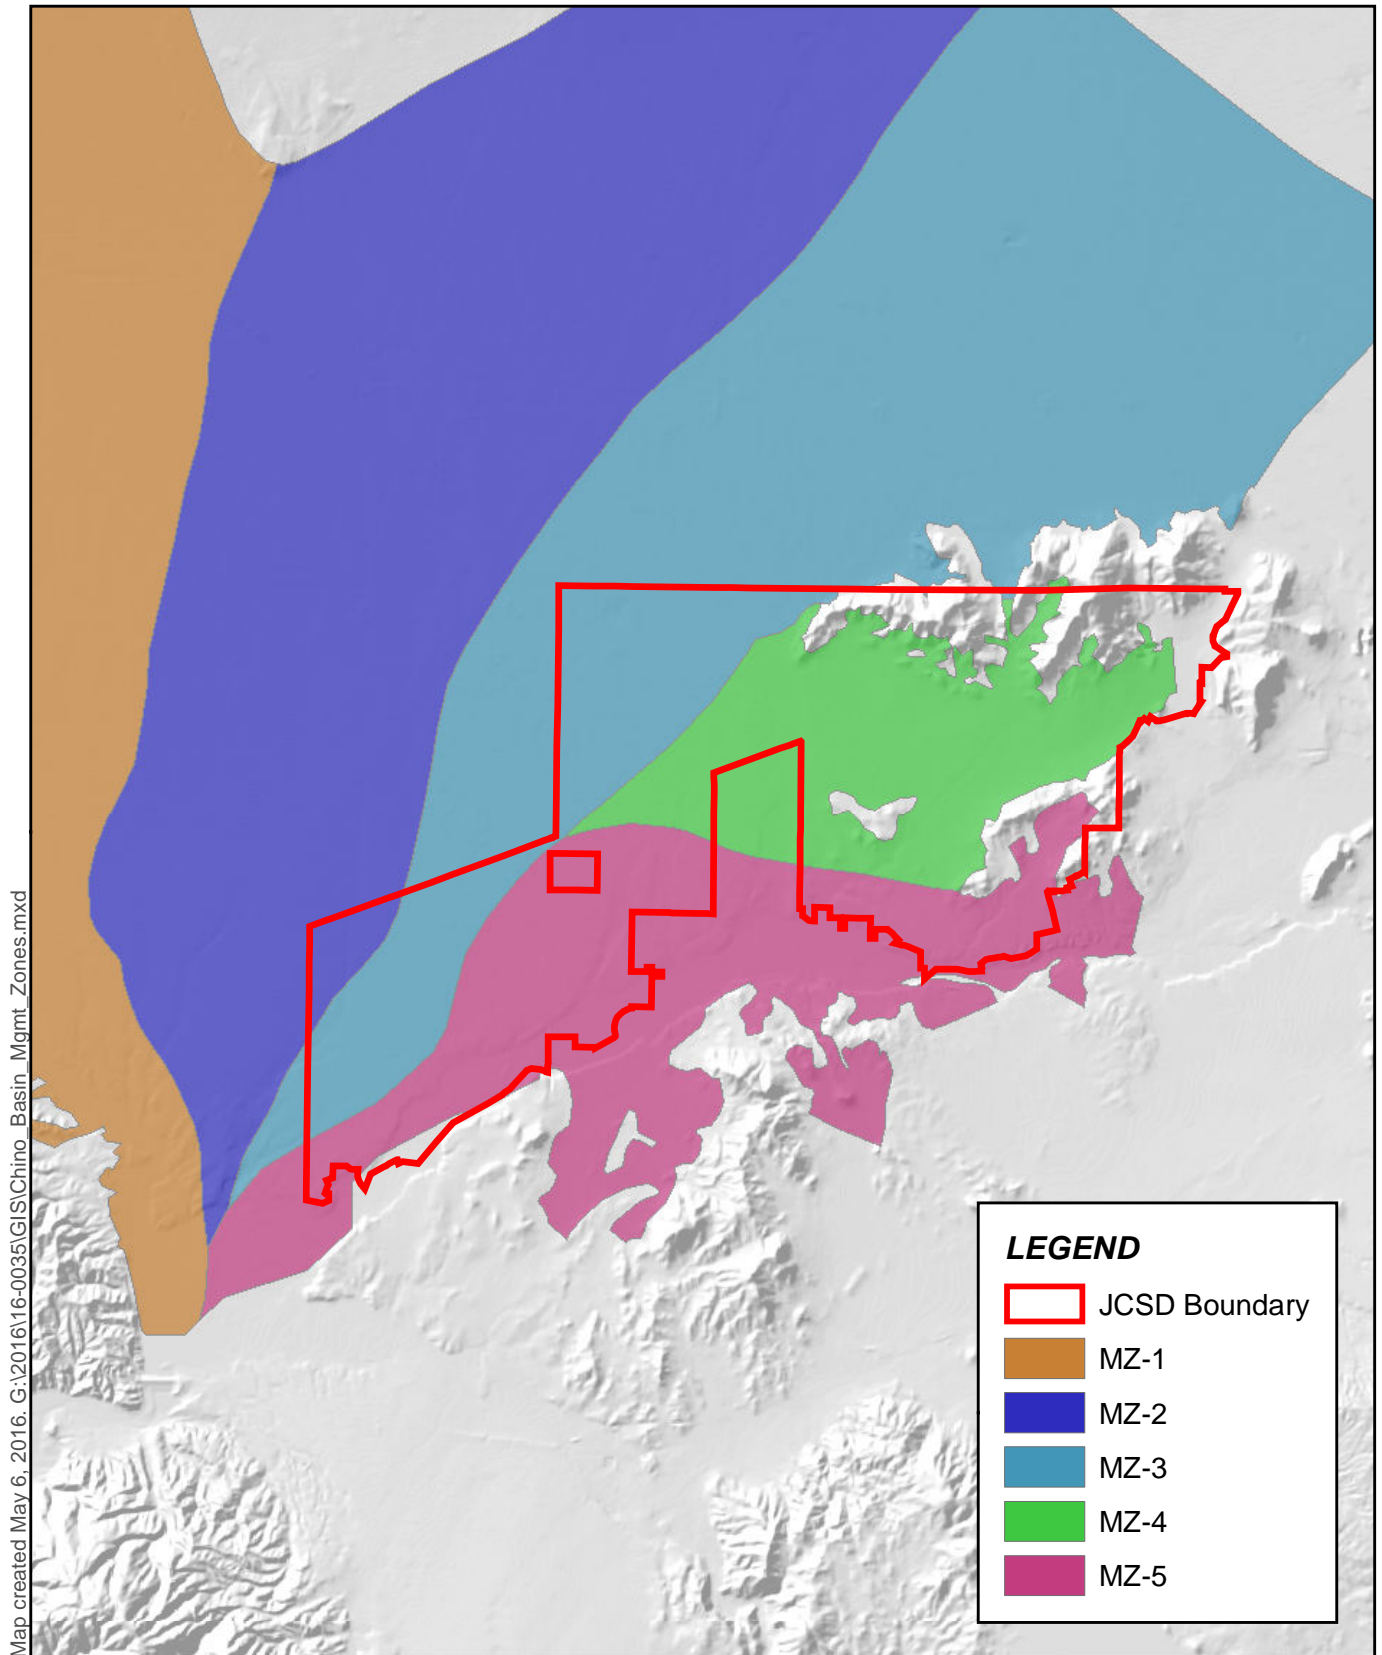 Map created May 6, 2016. G:\2016\16-0035\GIS\Chino_Basin_Mgmt_Zones.mxd
LEGEND
JCSD Boundary
MZ-1
MZ-2
MZ-3
MZ-4
MZ-5